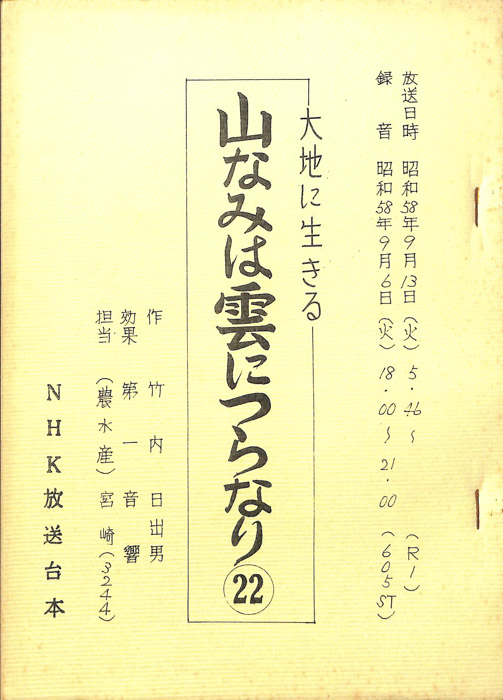 放送日時　昭和58年9月13日（火）5.46〜　（R1）
録　音　昭和58年9月6日（火）18.00〜21.00（605ST）
大地に生きる
山なみは雲につらなり㉒
作　竹内日出男
効果　第一音響
担当（農水産）宮崎（3244）
NHK放送台本